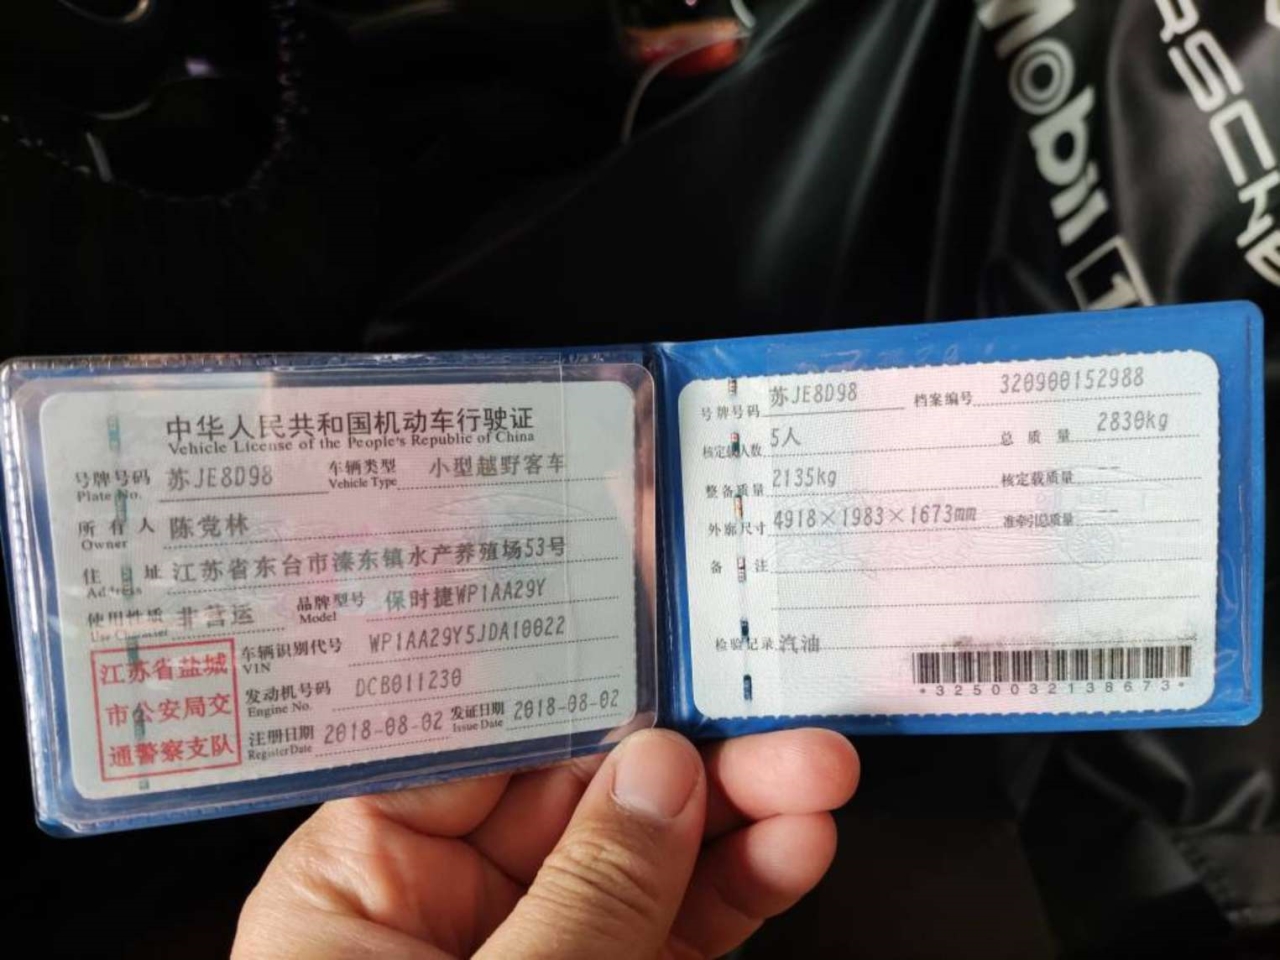 Mobil 1
PORSCHE
中华人民共和国机动车行驶证
Vehicle License of the People's Republic of China
号牌号码 苏JE8D98 车辆类型 小型越野客车
Plate No. Vehicle Type
所有人 陈党林
Owner
住址 江苏省东台市溱东镇水产养殖场53号
Address
使用性质 非营运 品牌型号 保时捷WP1AA29Y
Use Character Model
江苏省盐城
市公安局交
通警察支队
车辆识别代号 WP1AA29Y5JDA10022
VIN
发动机号码 DCB011230
Engine No.
注册日期 2018-08-02 发证日期 2018-08-02
Register Date Issue Date
号牌号码 苏JE8D98 档案编号 320900152988
核定载人数 5人 总质量 2830kg
整备质量 2135kg 核定载质量 --
外廓尺寸 4918×1983×1673毫米 准牵引总质量 --
备注
检验记录 汽油
*3250032138673*